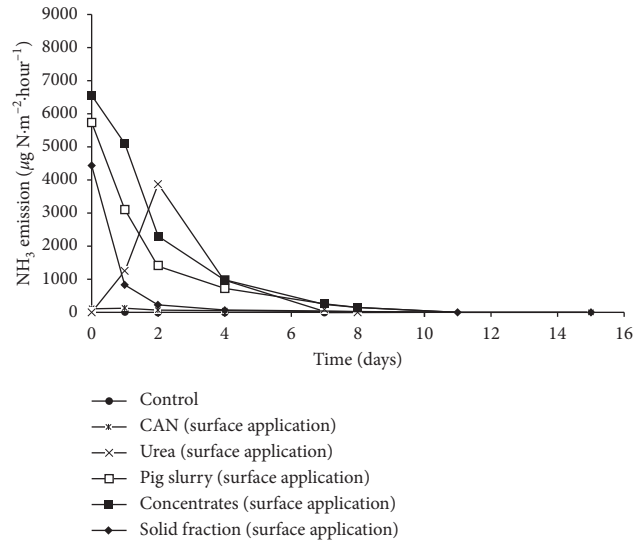 NH₃ emission (μg N·m⁻²·hour⁻¹)
9000
8000
7000
6000
5000
4000
3000
2000
1000
0
0 2 4 6 8 10 12 14 16
Time (days)
Control
CAN (surface application)
Urea (surface application)
Pig slurry (surface application)
Concentrates (surface application)
Solid fraction (surface application)